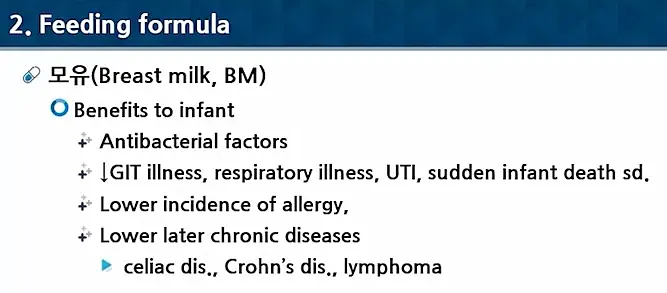 2. Feeding formula
모유(Breast milk, BM)
Benefits to infant
Antibacterial factors
↓GIT illness, respiratory illness, UTI, sudden infant death sd.
Lower incidence of allergy,
Lower later chronic diseases
celiac dis., Crohn's dis., lymphoma